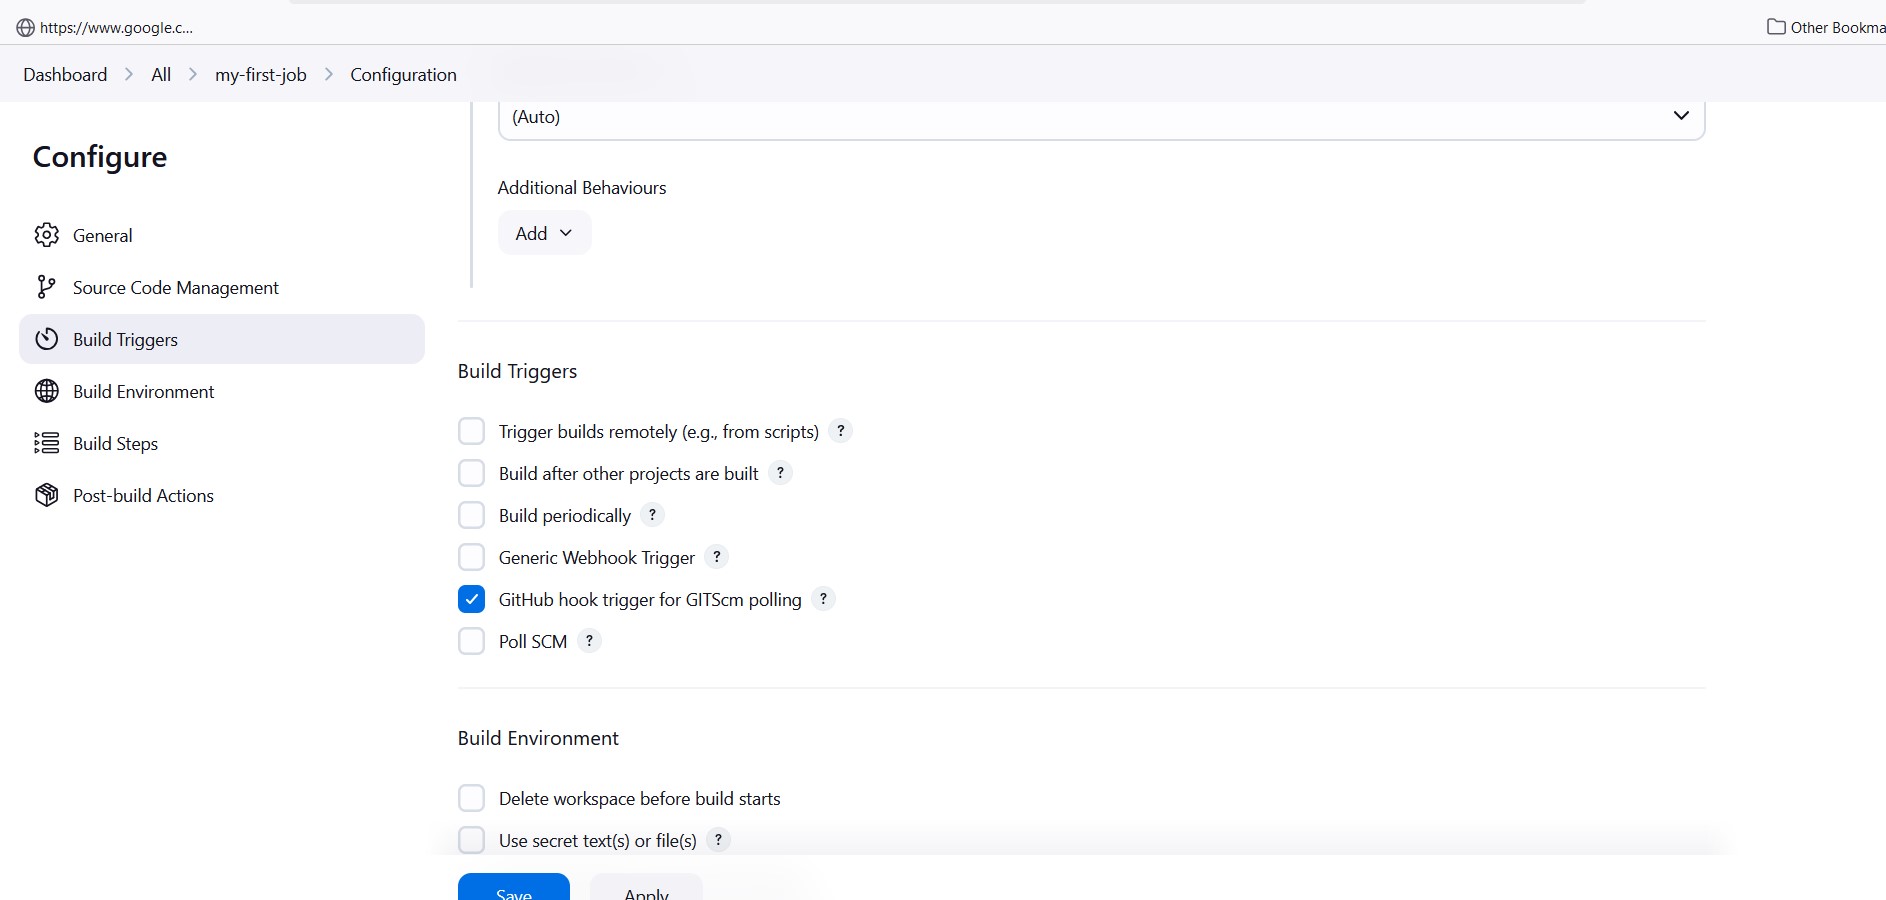 https://www.google.c...
Other Bookma
Dashboard > All > my-first-job > Configuration
(Auto)
Configure
Additional Behaviours
Add
General
Source Code Management
Build Triggers
Build Environment
Build Steps
Post-build Actions
Build Triggers
Trigger builds remotely (e.g., from scripts) ?
Build after other projects are built ?
Build periodically ?
Generic Webhook Trigger ?
GitHub hook trigger for GITScm polling ?
Poll SCM ?
Build Environment
Delete workspace before build starts
Use secret text(s) or file(s) ?
Save
Apply